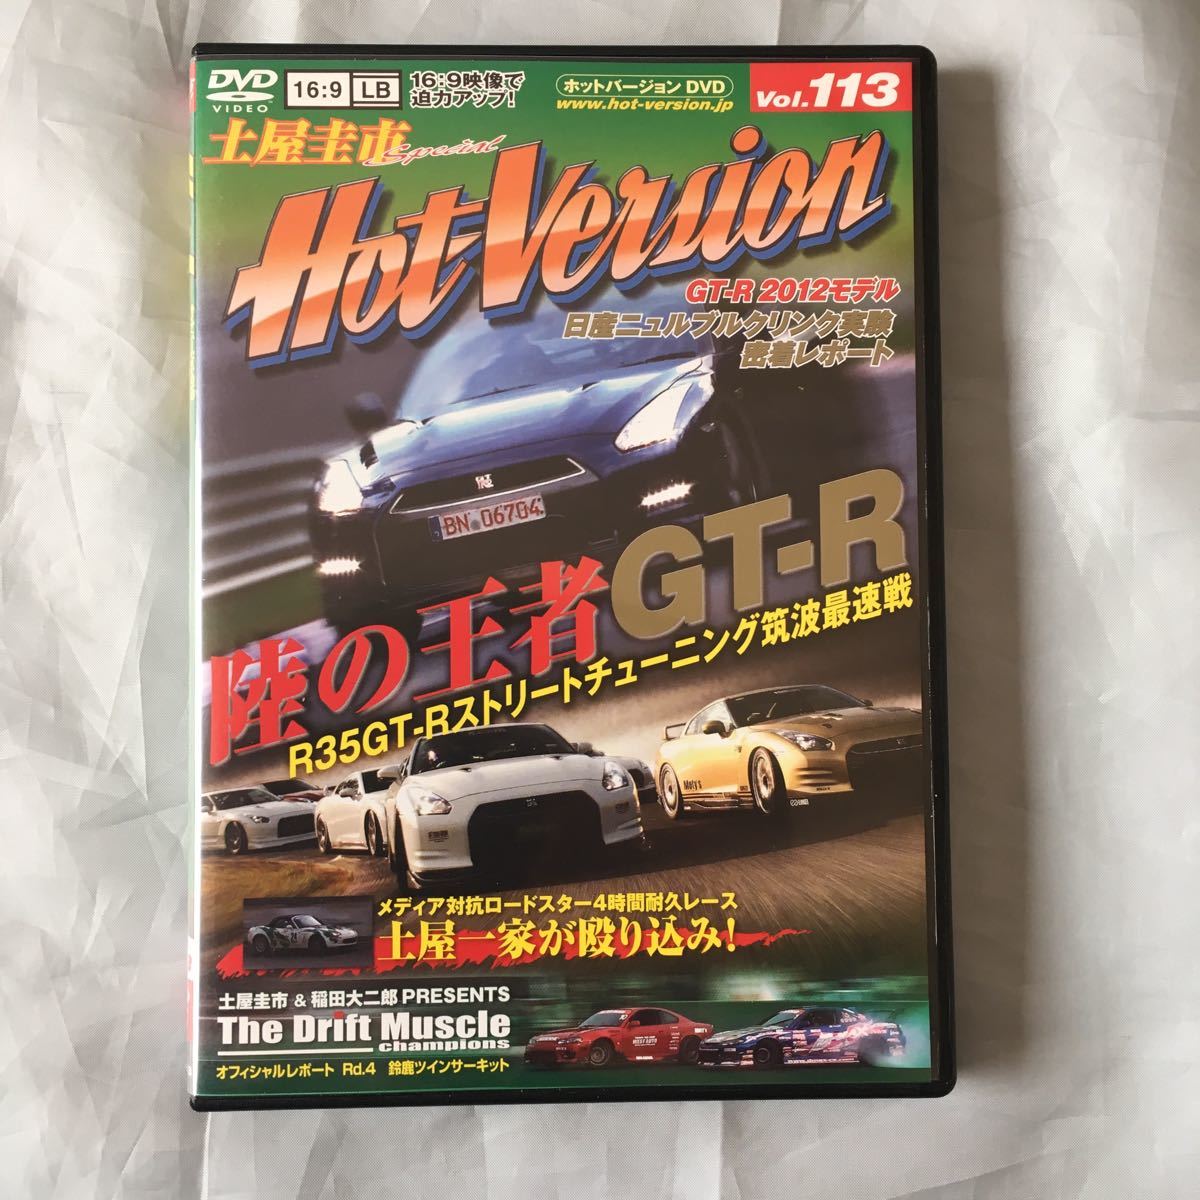 DVD VIDEO
16:9 LB
16:9映像で
迫力アップ!
ホットバージョン DVD
www.hot-version.jp
Vol.113
土屋圭市 Special
Hot-Version
GT-R 2012モデル
日産ニュルブルクリンク実験
密着レポート
BN 06704
陸の王者GT-R
R35GT-Rストリートチューニング筑波最速戦
Moty's
メディア対抗ロードスター4時間耐久レース
土屋一家が殴り込み!
土屋圭市 & 稲田大二郎 PRESENTS
The Drift Muscle
champions
オフィシャルレポート Rd.4 鈴鹿ツインサーキット